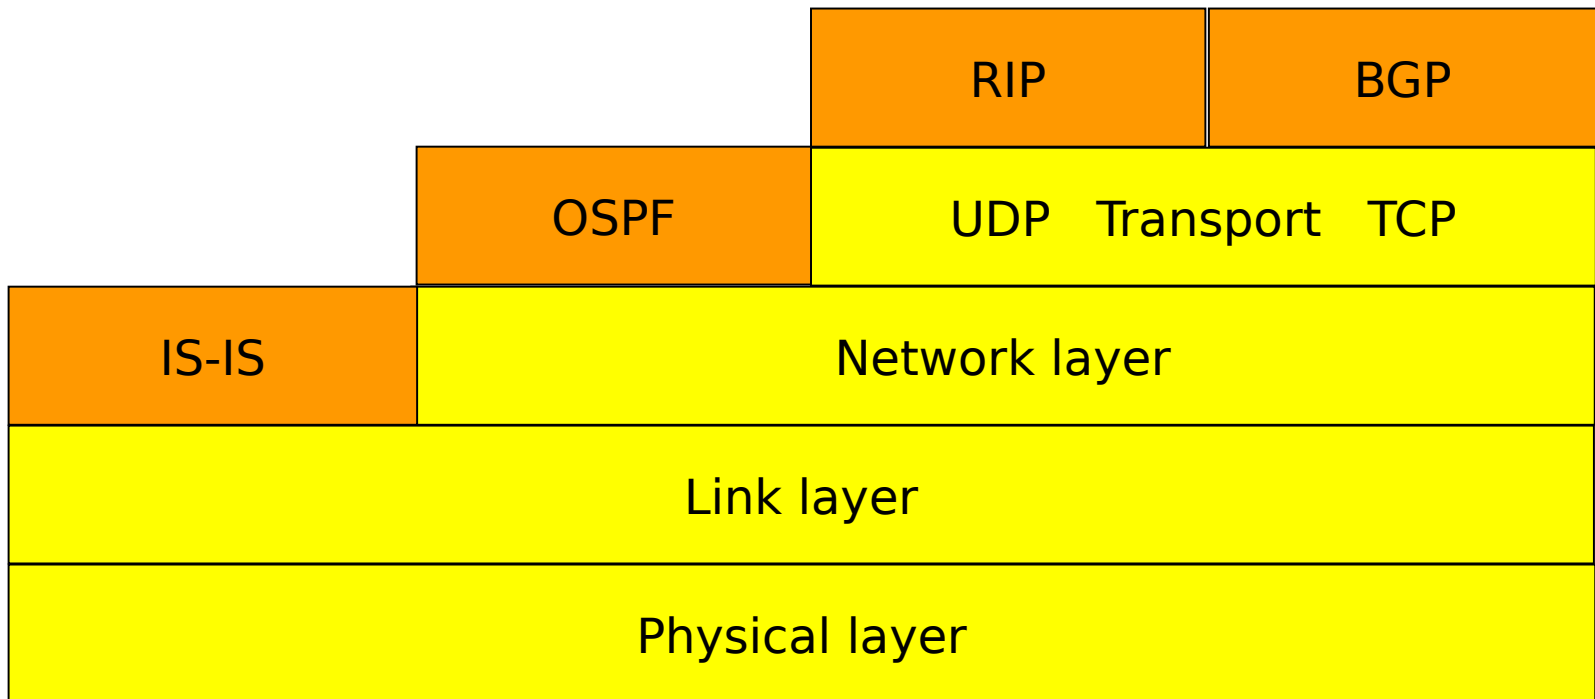 RIP BGP
OSPF UDP Transport TCP
IS-IS Network layer
Link layer
Physical layer